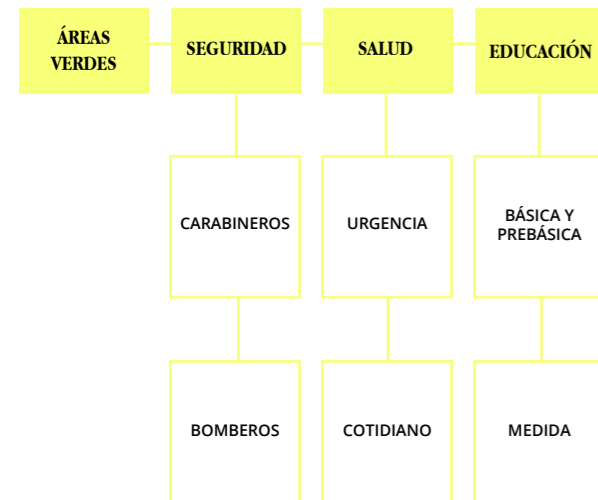 ÁREAS
VERDES
SEGURIDAD
SALUD
EDUCACIÓN
CARABINEROS
URGENCIA
BÁSICA Y
PREBÁSICA
BOMBEROS
COTIDIANO
MEDIDA